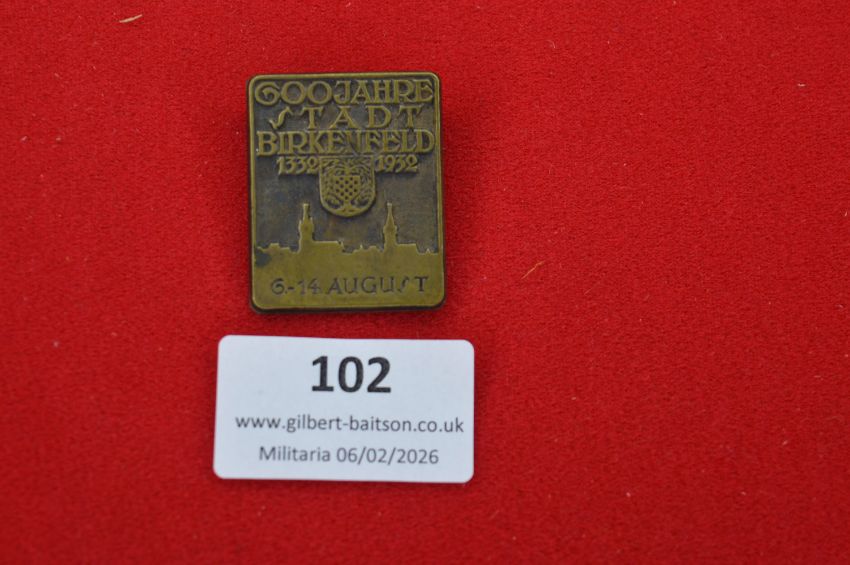 600 JAHRE
STADT
BIRKENFELD
1332 1932
6.-14. AUGUST
102
www.gilbert-baitson.co.uk
Militaria 06/02/2026